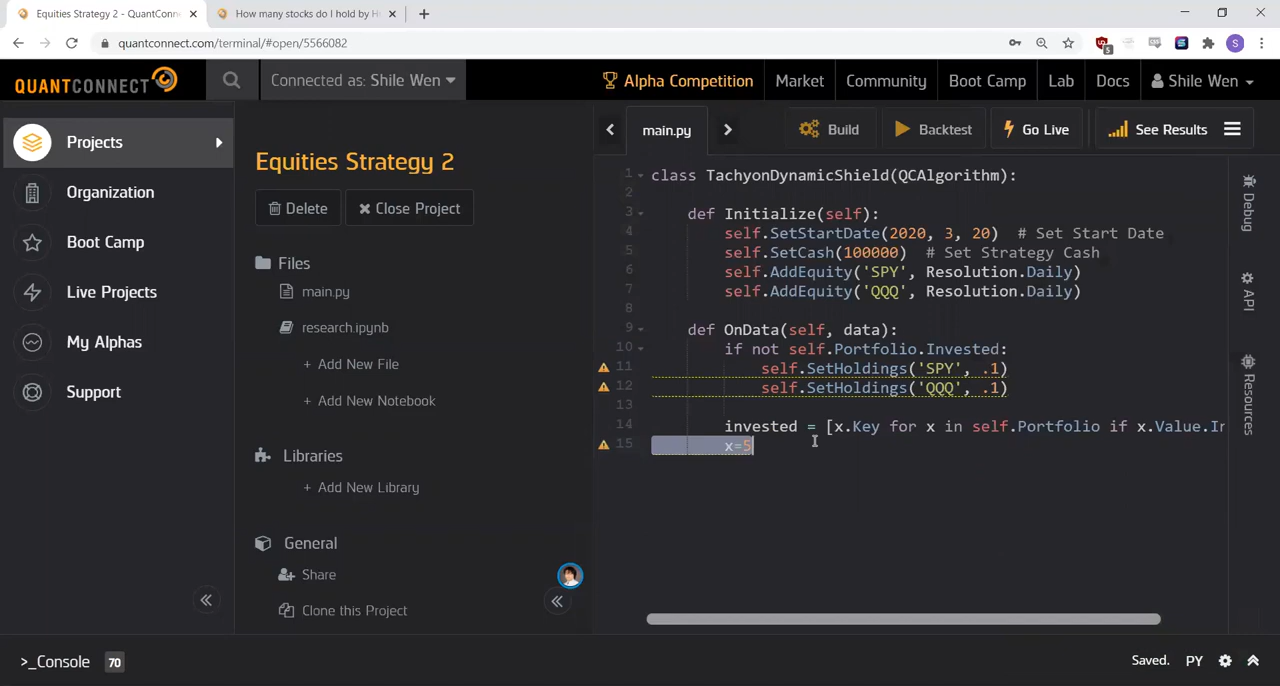 Equities Strategy 2 - QuantConne
How many stocks do I hold by H
quantconnect.com/terminal/#open/5566082
5
S
QUANTCONNECT
Connected as: Shile Wen
Alpha Competition
Market
Community
Boot Camp
Lab
Docs
Shile Wen
Projects
Organization
Boot Camp
Live Projects
My Alphas
Support
Equities Strategy 2
Delete
Close Project
Files
main.py
research.ipynb
+ Add New File
+ Add New Notebook
Libraries
+ Add New Library
General
Share
Clone this Project
main.py
Build
Backtest
Go Live
See Results
1 class TachyonDynamicShield(QCAlgorithm):
2
3 def Initialize(self):
4 self.SetStartDate(2020, 3, 20) # Set Start Date
5 self.SetCash(100000) # Set Strategy Cash
6 self.AddEquity('SPY', Resolution.Daily)
7 self.AddEquity('QQQ', Resolution.Daily)
8
9 def OnData(self, data):
10 if not self.Portfolio.Invested:
11 self.SetHoldings('SPY', .1)
12 self.SetHoldings('QQQ', .1)
13
14 invested = [x.Key for x in self.Portfolio if x.Value.In
15 x=5
Debug
API
Resources
>_Console 70
Saved.
PY